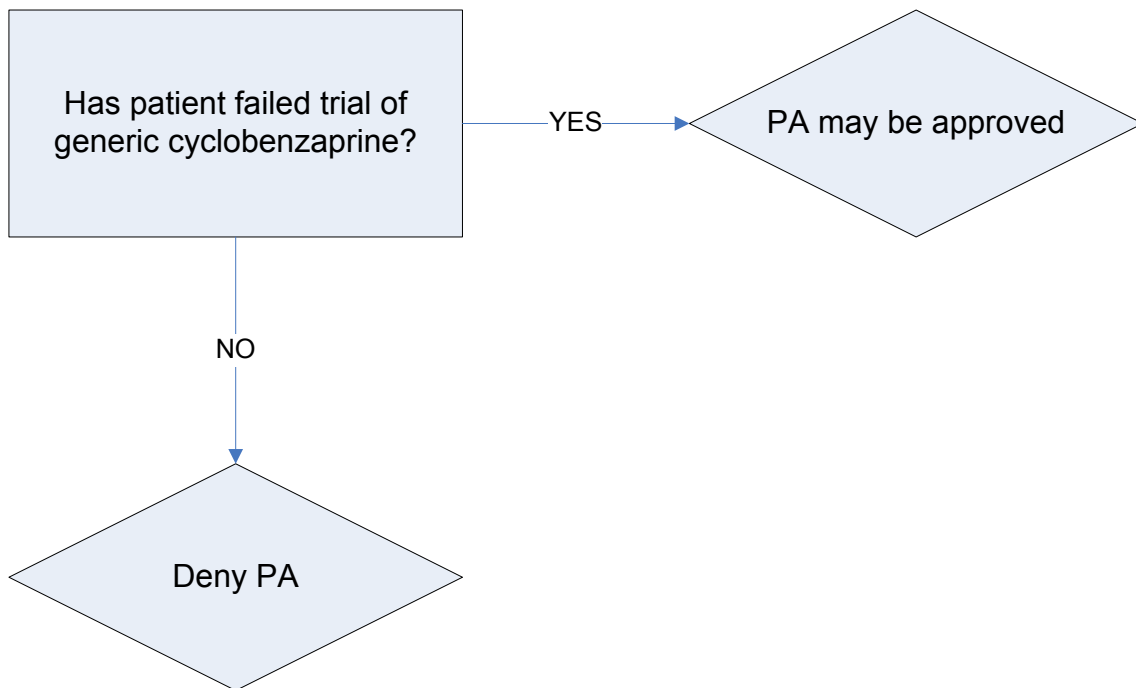 Has patient failed trial of
generic cyclobenzaprine?
YES
PA may be approved
NO
Deny PA